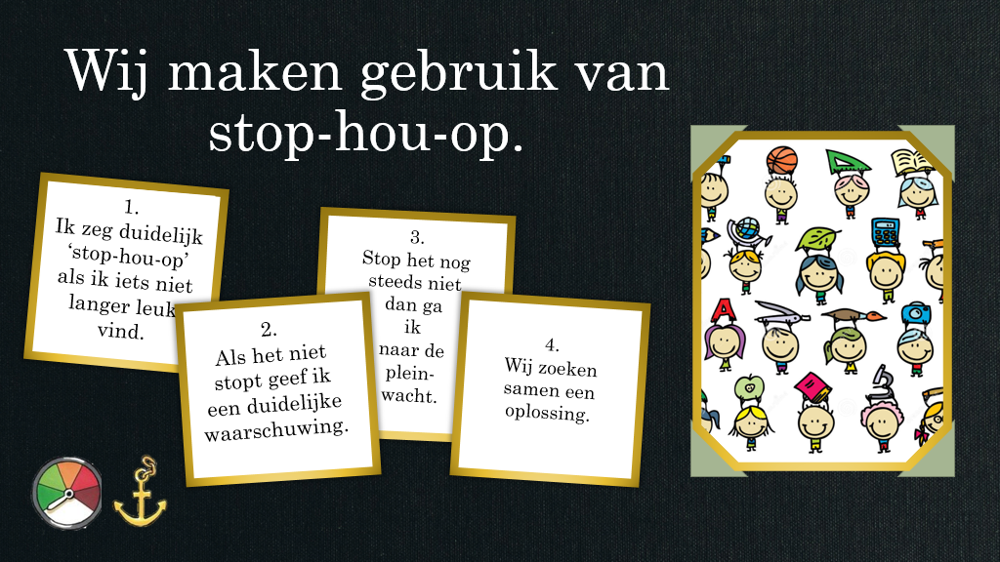 Wij maken gebruik van
stop-hou-op.
1.
Ik zeg duidelijk
‘stop-hou-op’
als ik iets niet
langer leuk
vind.
2.
Als het niet
stopt geef ik
een duidelijke
waarschuwing.
3.
Stop het nog
steeds niet
dan ga
ik
naar de
plein-
wacht.
4.
Wij zoeken
samen een
oplossing.
A